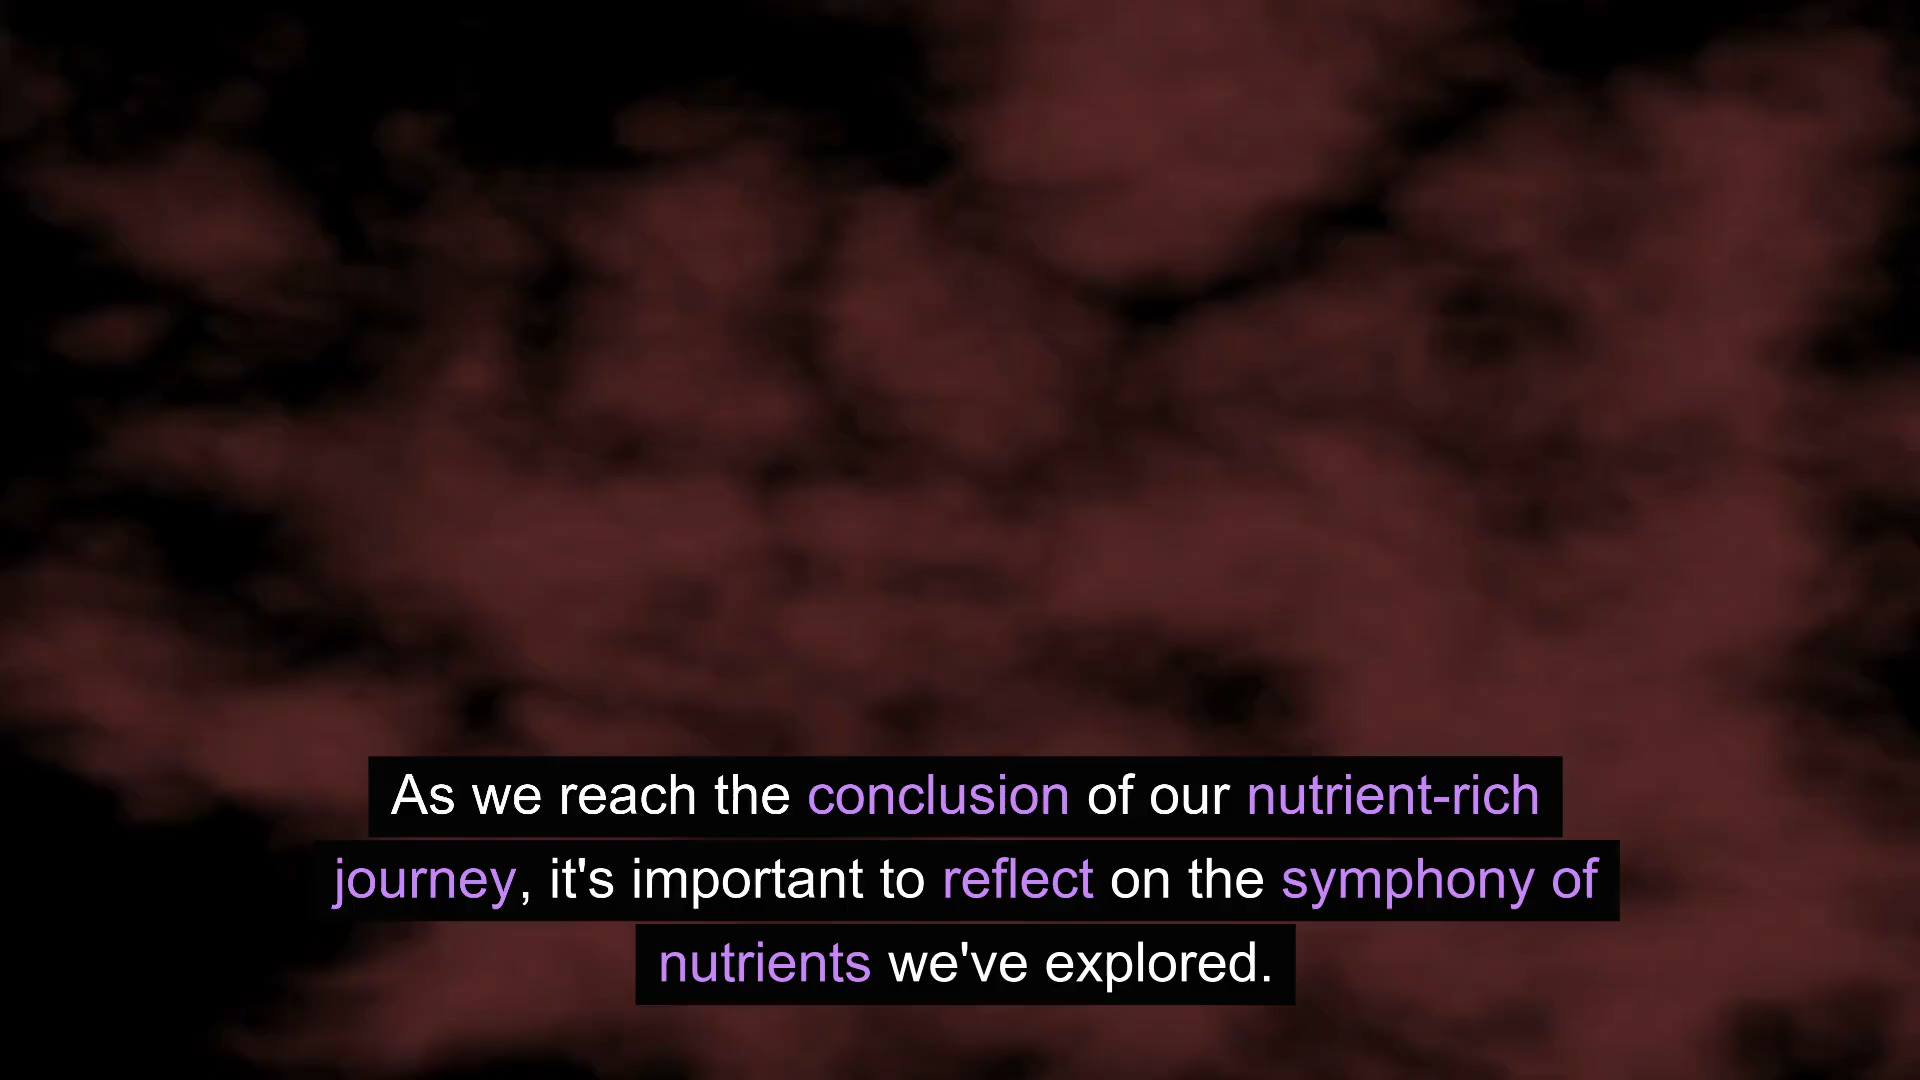 As we reach the conclusion of our nutrient-rich
journey, it's important to reflect on the symphony of
nutrients we've explored.